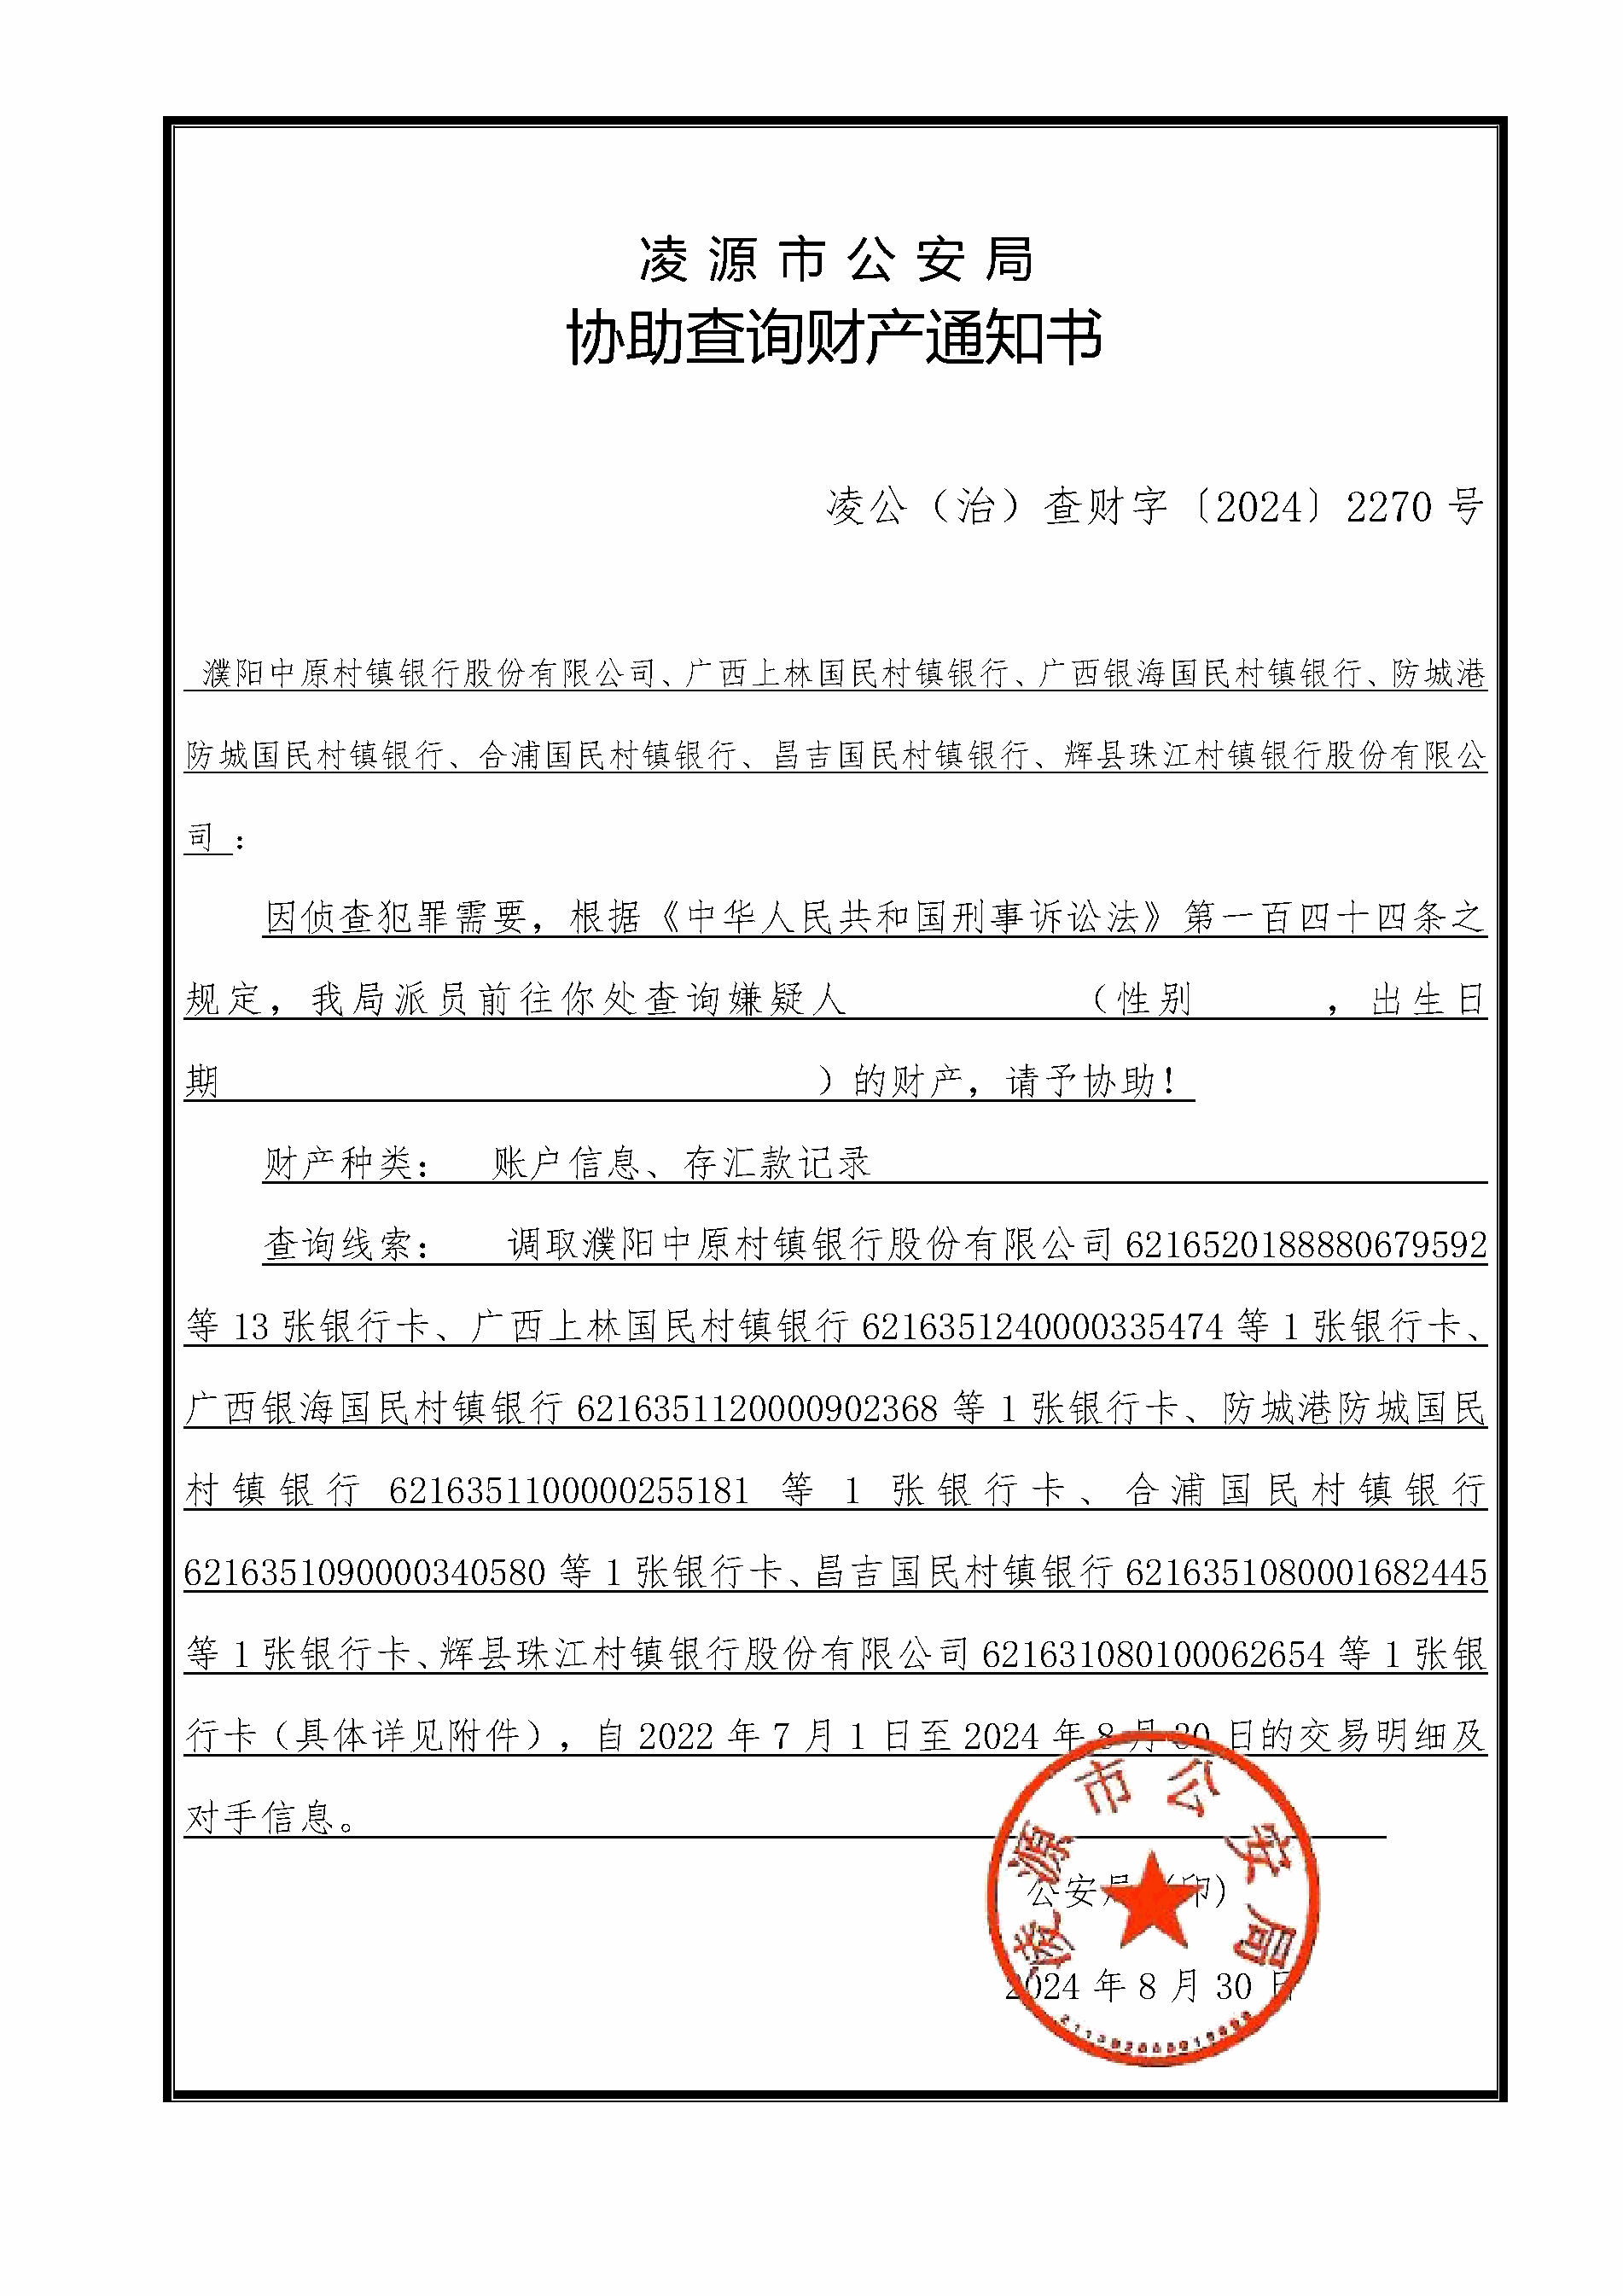 凌源市公安局
协助查询财产通知书
凌公（治）查财字〔2024〕2270 号
濮阳中原村镇银行股份有限公司、广西上林国民村镇银行、广西银海国民村镇银行、防城港
防城国民村镇银行、合浦国民村镇银行、昌吉国民村镇银行、辉县珠江村镇银行股份有限公
司：
因侦查犯罪需要，根据《中华人民共和国刑事诉讼法》第一百四十四条之
规定，我局派员前往你处查询嫌疑人（性别，出生日
期）的财产，请予协助！
财产种类： 账户信息、存汇款记录
查询线索： 调取濮阳中原村镇银行股份有限公司 6216520188880679592
等 13 张银行卡、广西上林国民村镇银行 6216351240000335474 等 1 张银行卡、
广西银海国民村镇银行 6216351120000902368 等 1 张银行卡、防城港防城国民
村镇银行 6216351100000255181 等 1 张银行卡、合浦国民村镇银行
6216351090000340580 等 1 张银行卡、昌吉国民村镇银行 6216351080001682445
等 1 张银行卡、辉县珠江村镇银行股份有限公司 621631080100062654 等 1 张银
行卡（具体详见附件），自 2022 年 7 月 1 日至 2024 年 8 月 30 日的交易明细及
对手信息。
公安局（印）
2024 年 8 月 30 日
凌源市公安局